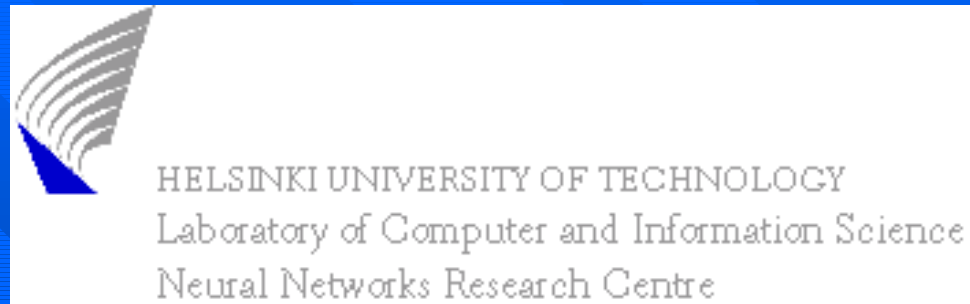 HELSINKI UNIVERSITY OF TECHNOLOGY
Laboratory of Computer and Information Science
Neural Networks Research Centre